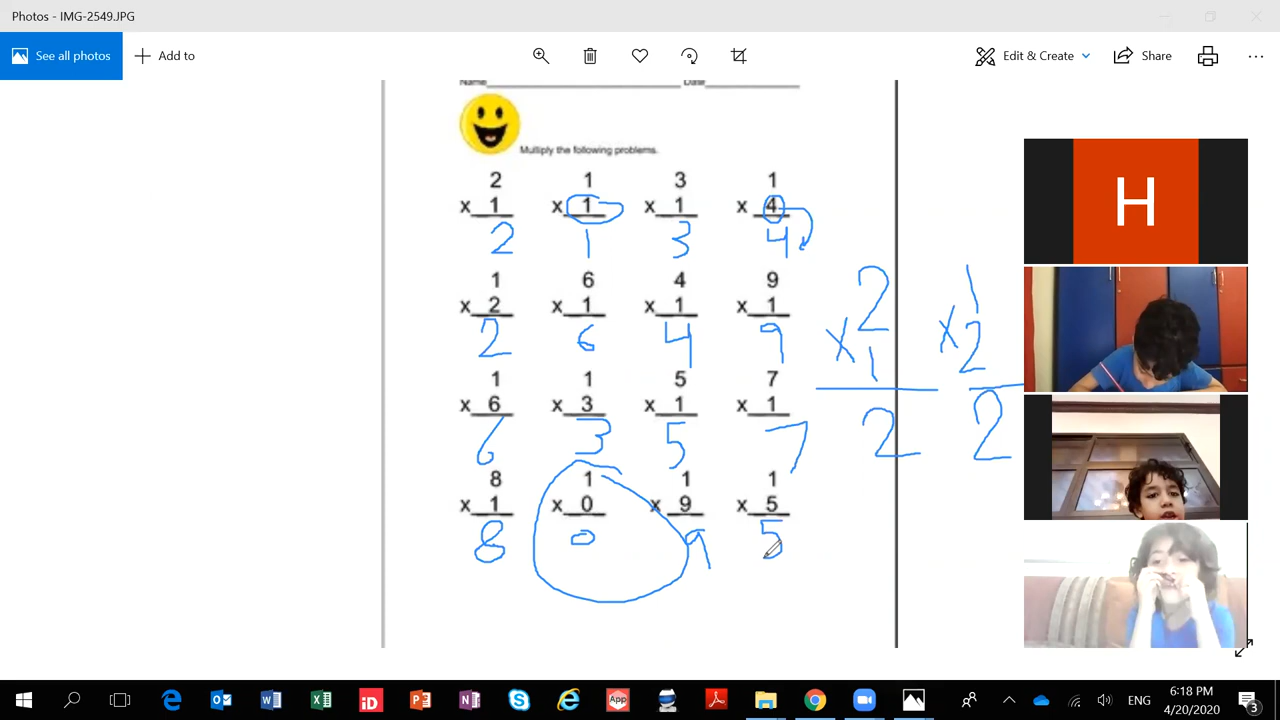 Photos - IMG-2549.JPG
See all photos
Add to
Edit & Create
Share
Name Date
Multiply the following problems.
2 1 3 1
x 1 x 1 x 1 x 4
2 1 3 4
1 6 4 9
x 2 x 1 x 1 x 1
2 6 4 9
1 1 5 7
x 6 x 3 x 1 x 1
6 3 5 7
8 1 1 1
x 1 x 0 x 9 x 5
8 0 9 5
2 1
x 1 x 2
2 2
H
iD
App
ENG
6:18 PM
4/20/2020
3